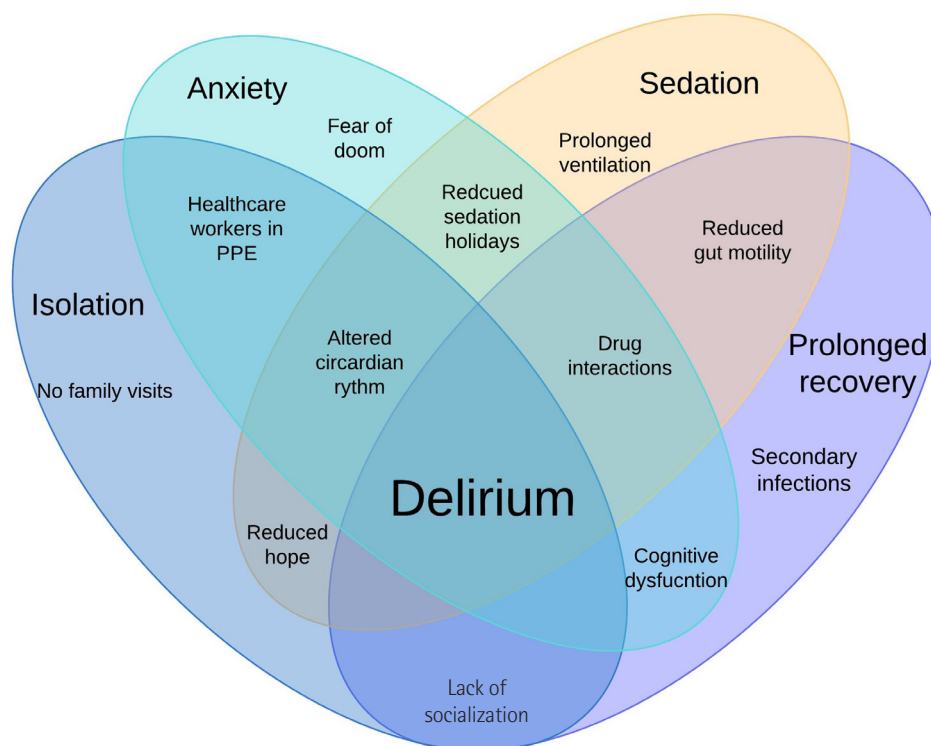 Anxiety
Sedation
Fear of
doom
Prolonged
ventilation
Healthcare
workers in
PPE
Redcued
sedation
holidays
Reduced
gut motility
Isolation
Altered
circardian
rythm
Drug
interactions
Prolonged
recovery
No family visits
Secondary
infections
Delirium
Reduced
hope
Cognitive
dysfucntion
Lack of
socialization